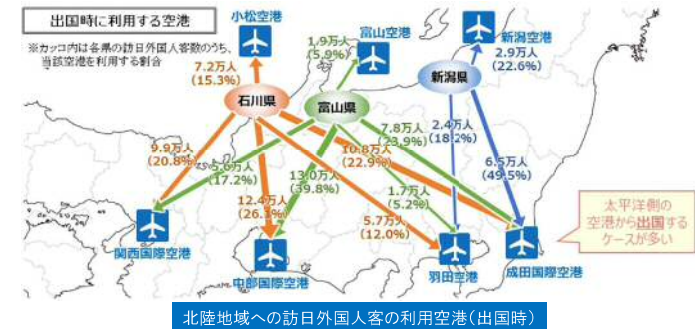 出国時に利用する空港
※カッコ内は各県の訪日外国人客数のうち、
当該空港を利用する割合
小松空港
富山空港
新潟空港
7.2万人
(15.3%)
1.9万人
(5.9%)
2.9万人
(22.6%)
石川県
富山県
新潟県
9.9万人
(20.8%)
5.6万人
(17.2%)
12.4万人
(26.1%)
13.0万人
(39.8%)
10.8万人
(22.9%)
7.8万人
(23.9%)
2.4万人
(18.2%)
6.5万人
(49.5%)
1.7万人
(5.2%)
5.7万人
(12.0%)
太平洋側の
空港から出国する
ケースが多い
関西国際空港
中部国際空港
羽田空港
成田国際空港
北陸地域への訪日外国人客の利用空港(出国時)